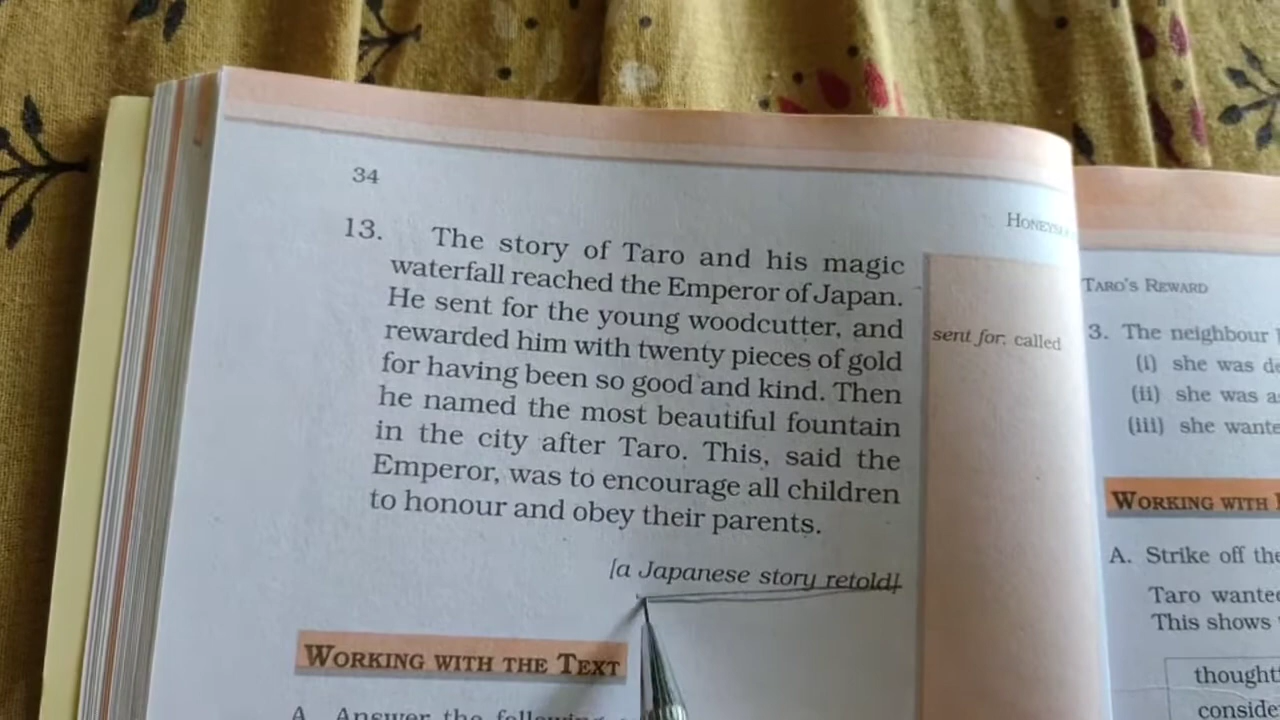 34
13. The story of Taro and his magic
waterfall reached the Emperor of Japan.
He sent for the young woodcutter, and
rewarded him with twenty pieces of gold
for having been so good and kind. Then
he named the most beautiful fountain
in the city after Taro. This, said the
Emperor, was to encourage all children
to honour and obey their parents.
[a Japanese story retold]
sent for: called
WORKING WITH THE TEXT
A. Answer the following
TARO'S REWARD
3. The neighbour
(i) she was
(ii) she was
(iii) she
WORKING WITH
A. Strike off the
Taro
This shows